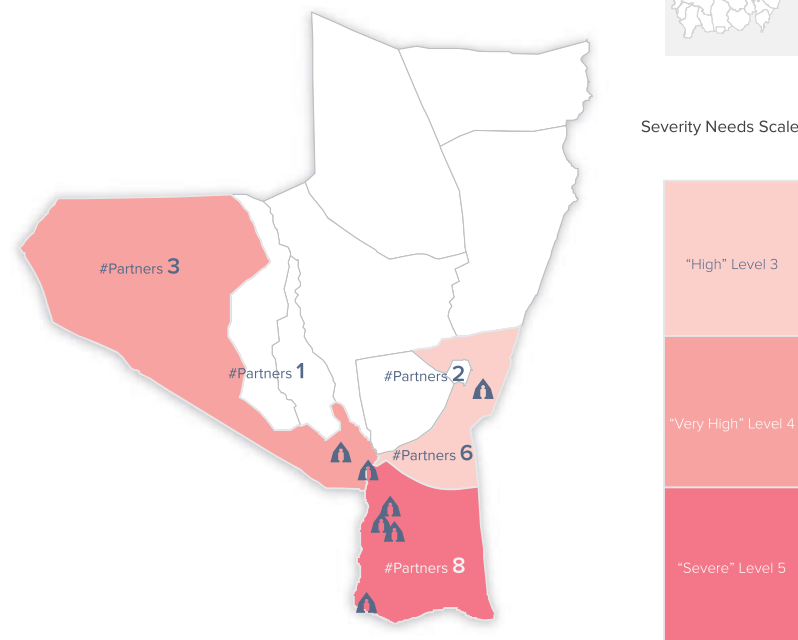 Severity Needs Scale
#Partners 3
"High" Level 3
#Partners 1
#Partners 2
"Very High" Level 4
#Partners 6
#Partners 8
"Severe" Level 5